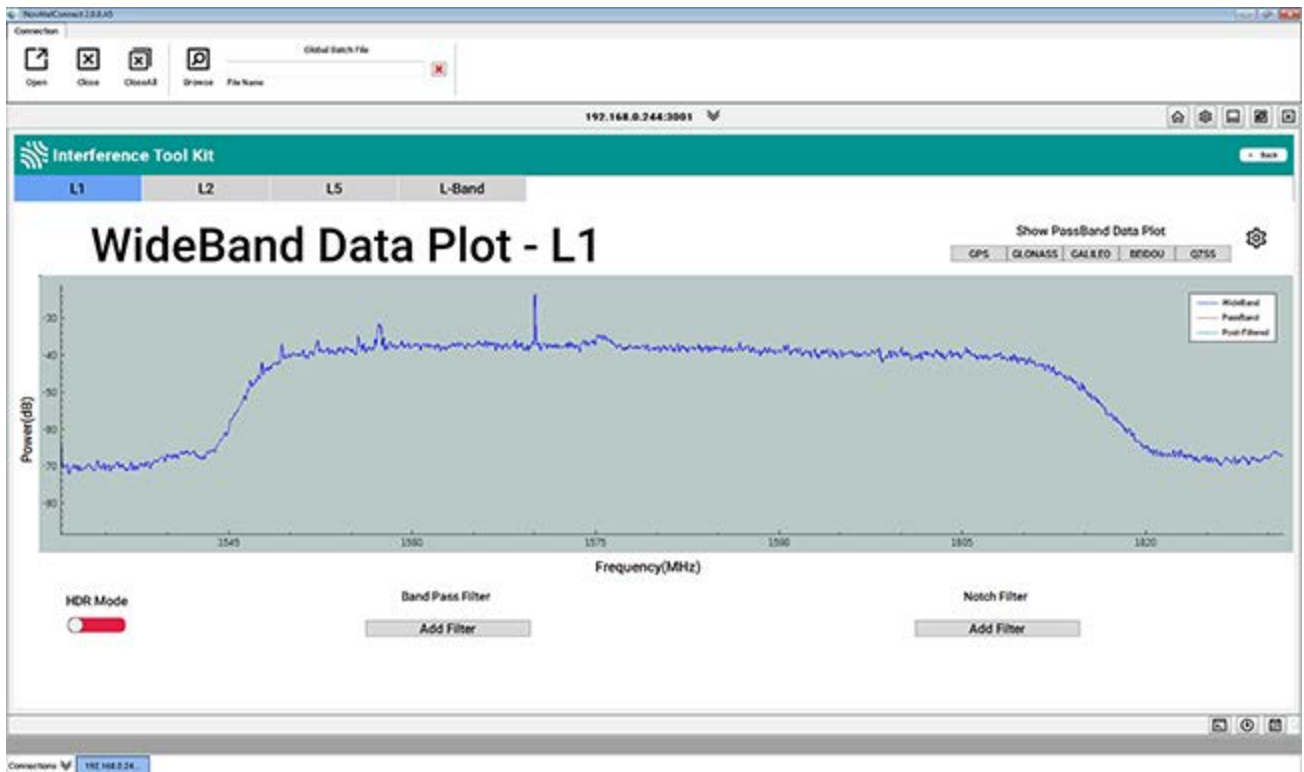 NovAtelConnect 2.0.0.A5
Connection
Open
Close
CloseAll
Browse
File Name
Global Batch File
192.168.0.244:3001
Interference Tool Kit
Back
L1
L2
L5
L-Band
WideBand Data Plot - L1
Show PassBand Data Plot
GPS
GLONASS
GALILEO
BEIDOU
QZSS
WideBand
PassBand
Post-Filtered
-30
-40
-50
-60
-70
-80
Power(dB)
1545
1560
1575
1590
1605
1620
Frequency(MHz)
HDR Mode
Band Pass Filter
Add Filter
Notch Filter
Add Filter
Connections
192.168.0.24...